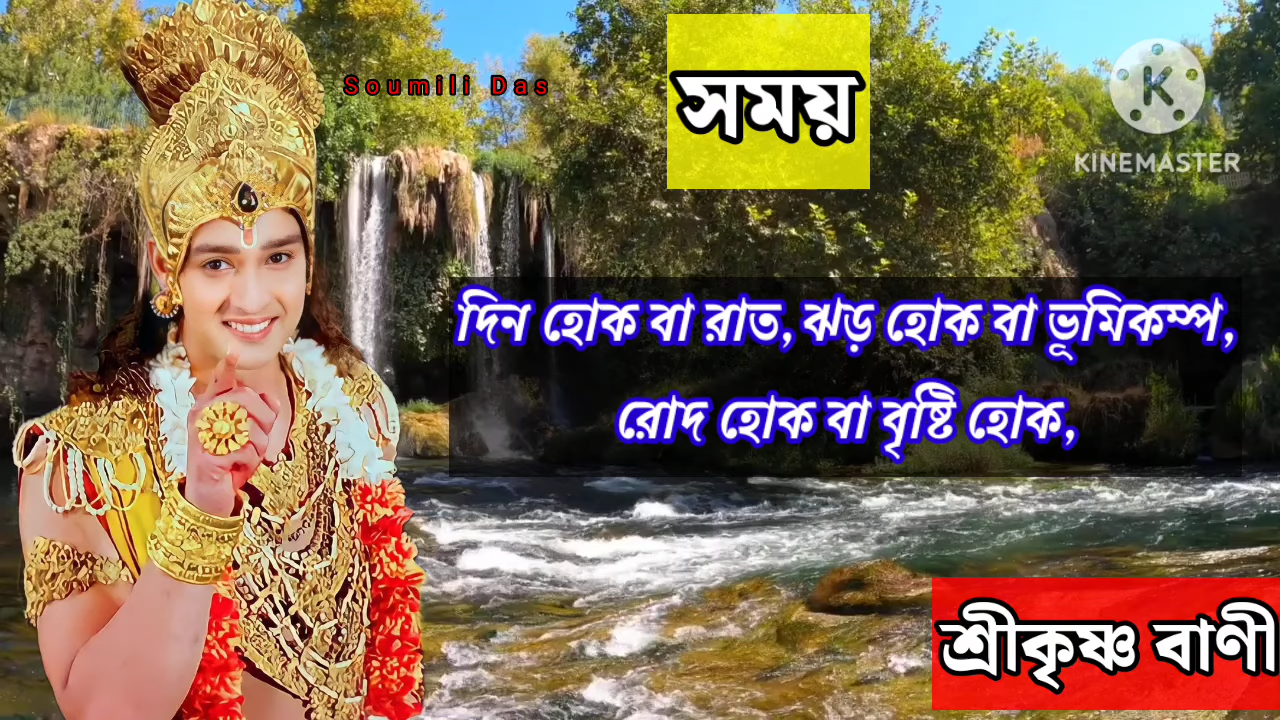 Soumili Das
সময়
KINEMASTER
দিন হোক বা রাত, ঝড় হোক বা ভূমিকম্প,
রোদ হোক বা বৃষ্টি হোক,
শ্রীকৃষ্ণ বাণী